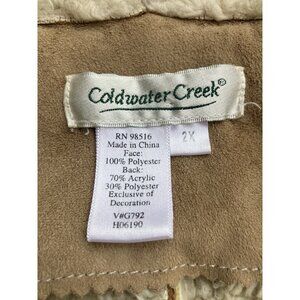 Coldwater Creek®
RN 98516
Made in China
Face:
100% Polyester
Back:
70% Acrylic
30% Polyester
Exclusive of
Decoration
V#G792
H06190
2X